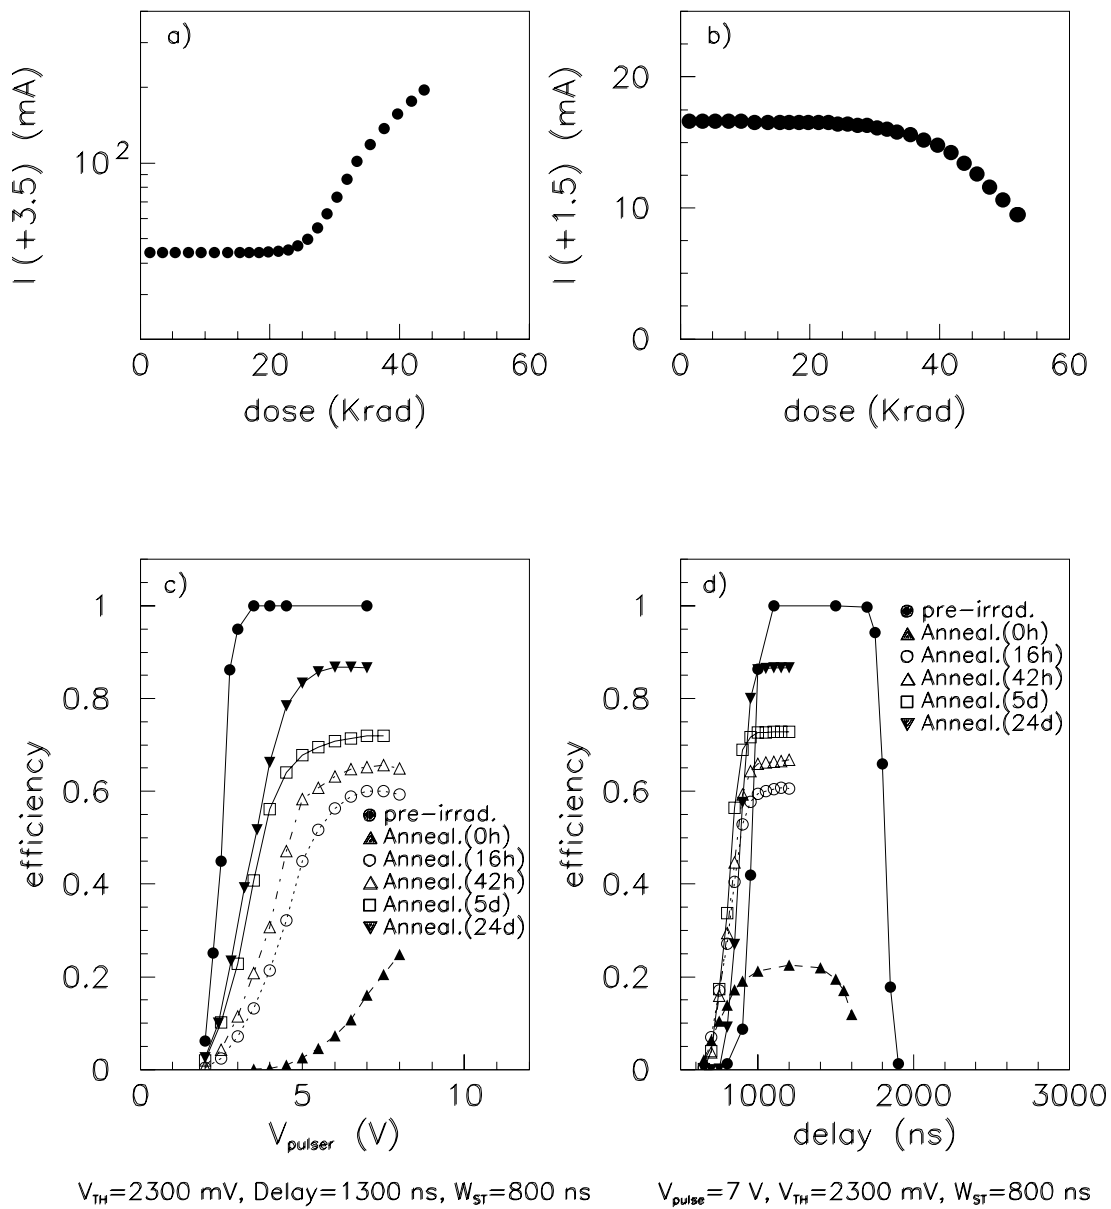 a)
I(+3.5) (mA)
10²
0 20 40 60
dose (Krad)
b)
I(+1.5) (mA)
20
10
0
0 20 40 60
dose (Krad)
c)
efficiency
1
0.8
0.6
0.4
0.2
0
pre-irrad.
Anneal.(0h)
Anneal.(16h)
Anneal.(42h)
Anneal.(5d)
Anneal.(24d)
0 5 10
V_pulser (V)
V_TH=2300 mV, Delay=1300 ns, W_ST=800 ns
d)
efficiency
1
0.8
0.6
0.4
0.2
0
pre-irrad.
Anneal.(0h)
Anneal.(16h)
Anneal.(42h)
Anneal.(5d)
Anneal.(24d)
1000 2000 3000
delay (ns)
V_pulse=7 V, V_TH=2300 mV, W_ST=800 ns